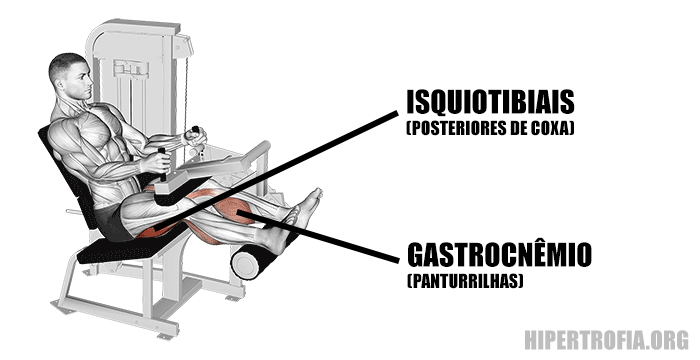 ISQUIOTIBIAIS
(POSTERIORES DE COXA)
GASTROCNÊMIO
(PANTURRILHAS)
HIPERTROFIA.ORG